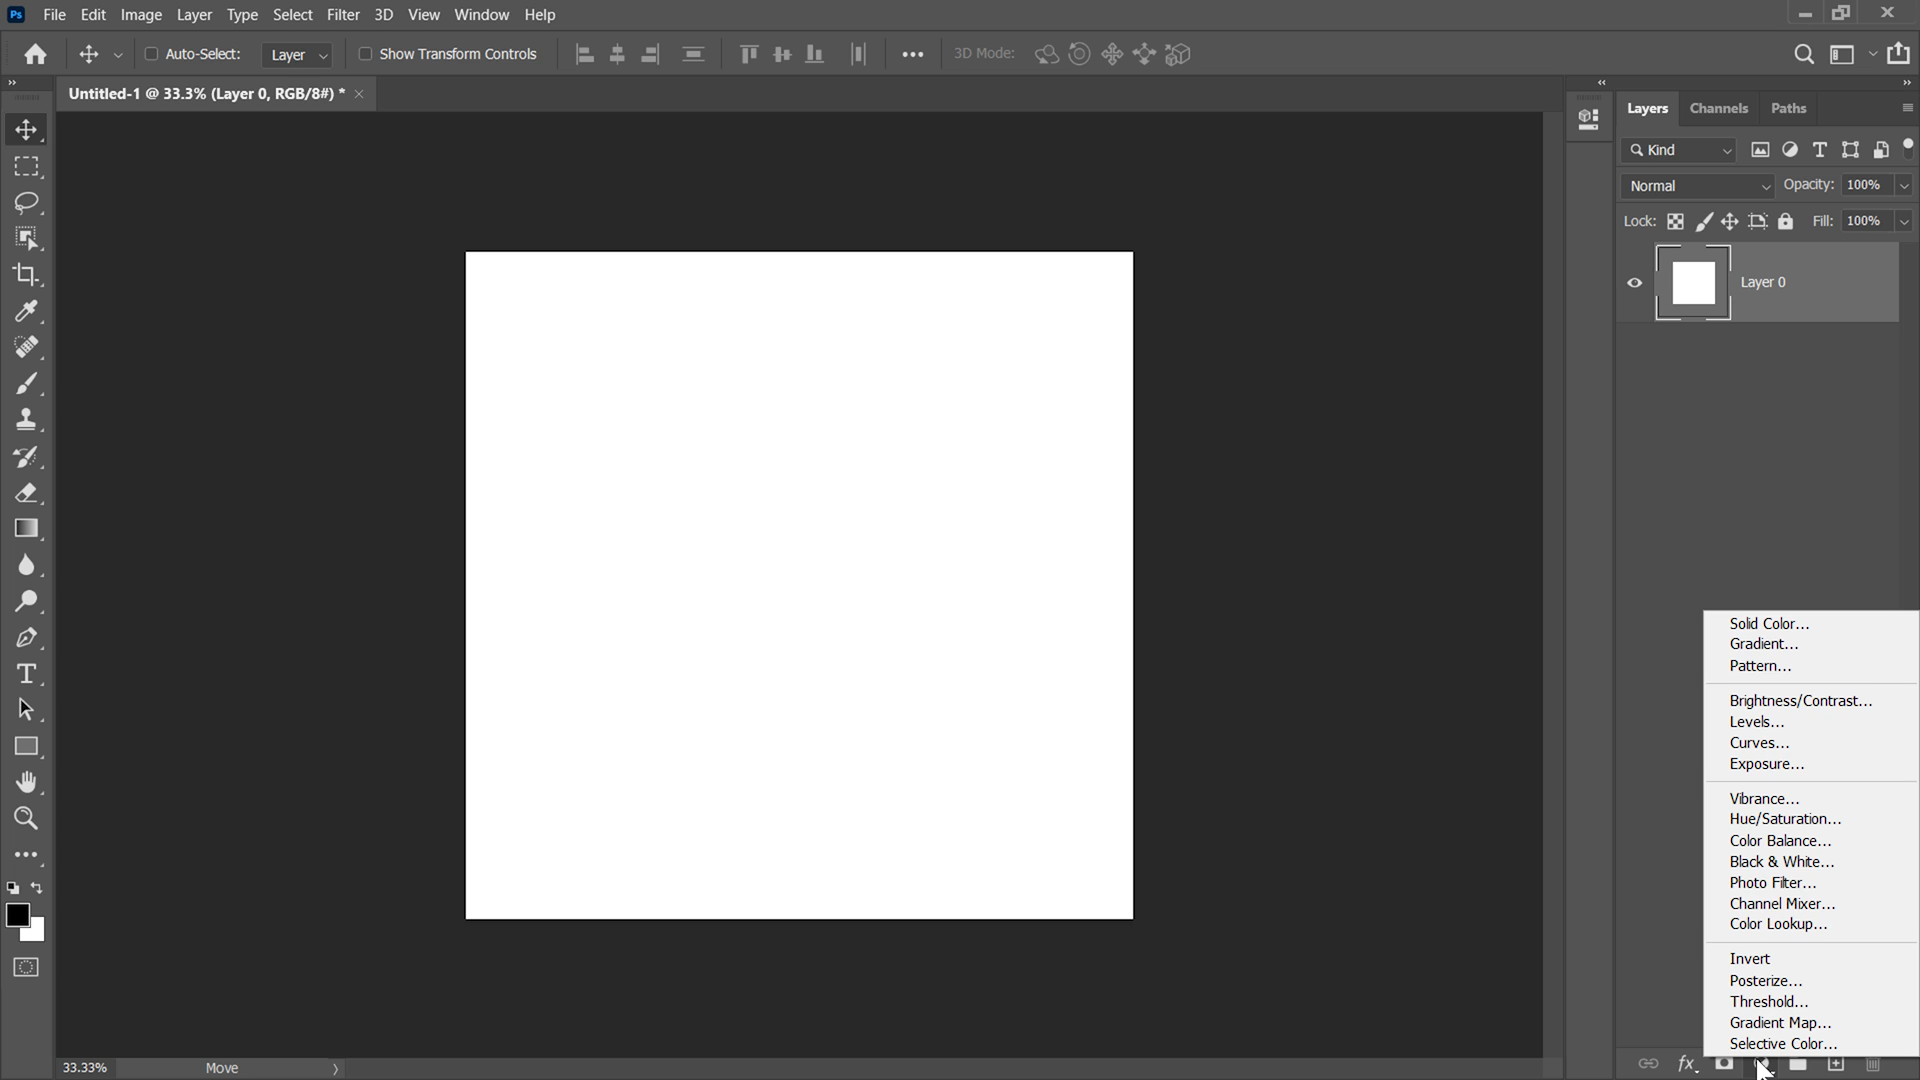 Ps File Edit Image Layer Type Select Filter 3D View Window Help
Auto-Select: Layer Show Transform Controls 3D Mode:
Untitled-1 @ 33.3% (Layer 0, RGB/8#) *
Layers Channels Paths
Kind
Normal Opacity: 100%
Lock: Fill: 100%
Layer 0
Solid Color...
Gradient...
Pattern...
Brightness/Contrast...
Levels...
Curves...
Exposure...
Vibrance...
Hue/Saturation...
Color Balance...
Black & White...
Photo Filter...
Channel Mixer...
Color Lookup...
Invert
Posterize...
Threshold...
Gradient Map...
Selective Color...
fx
33.33% Move